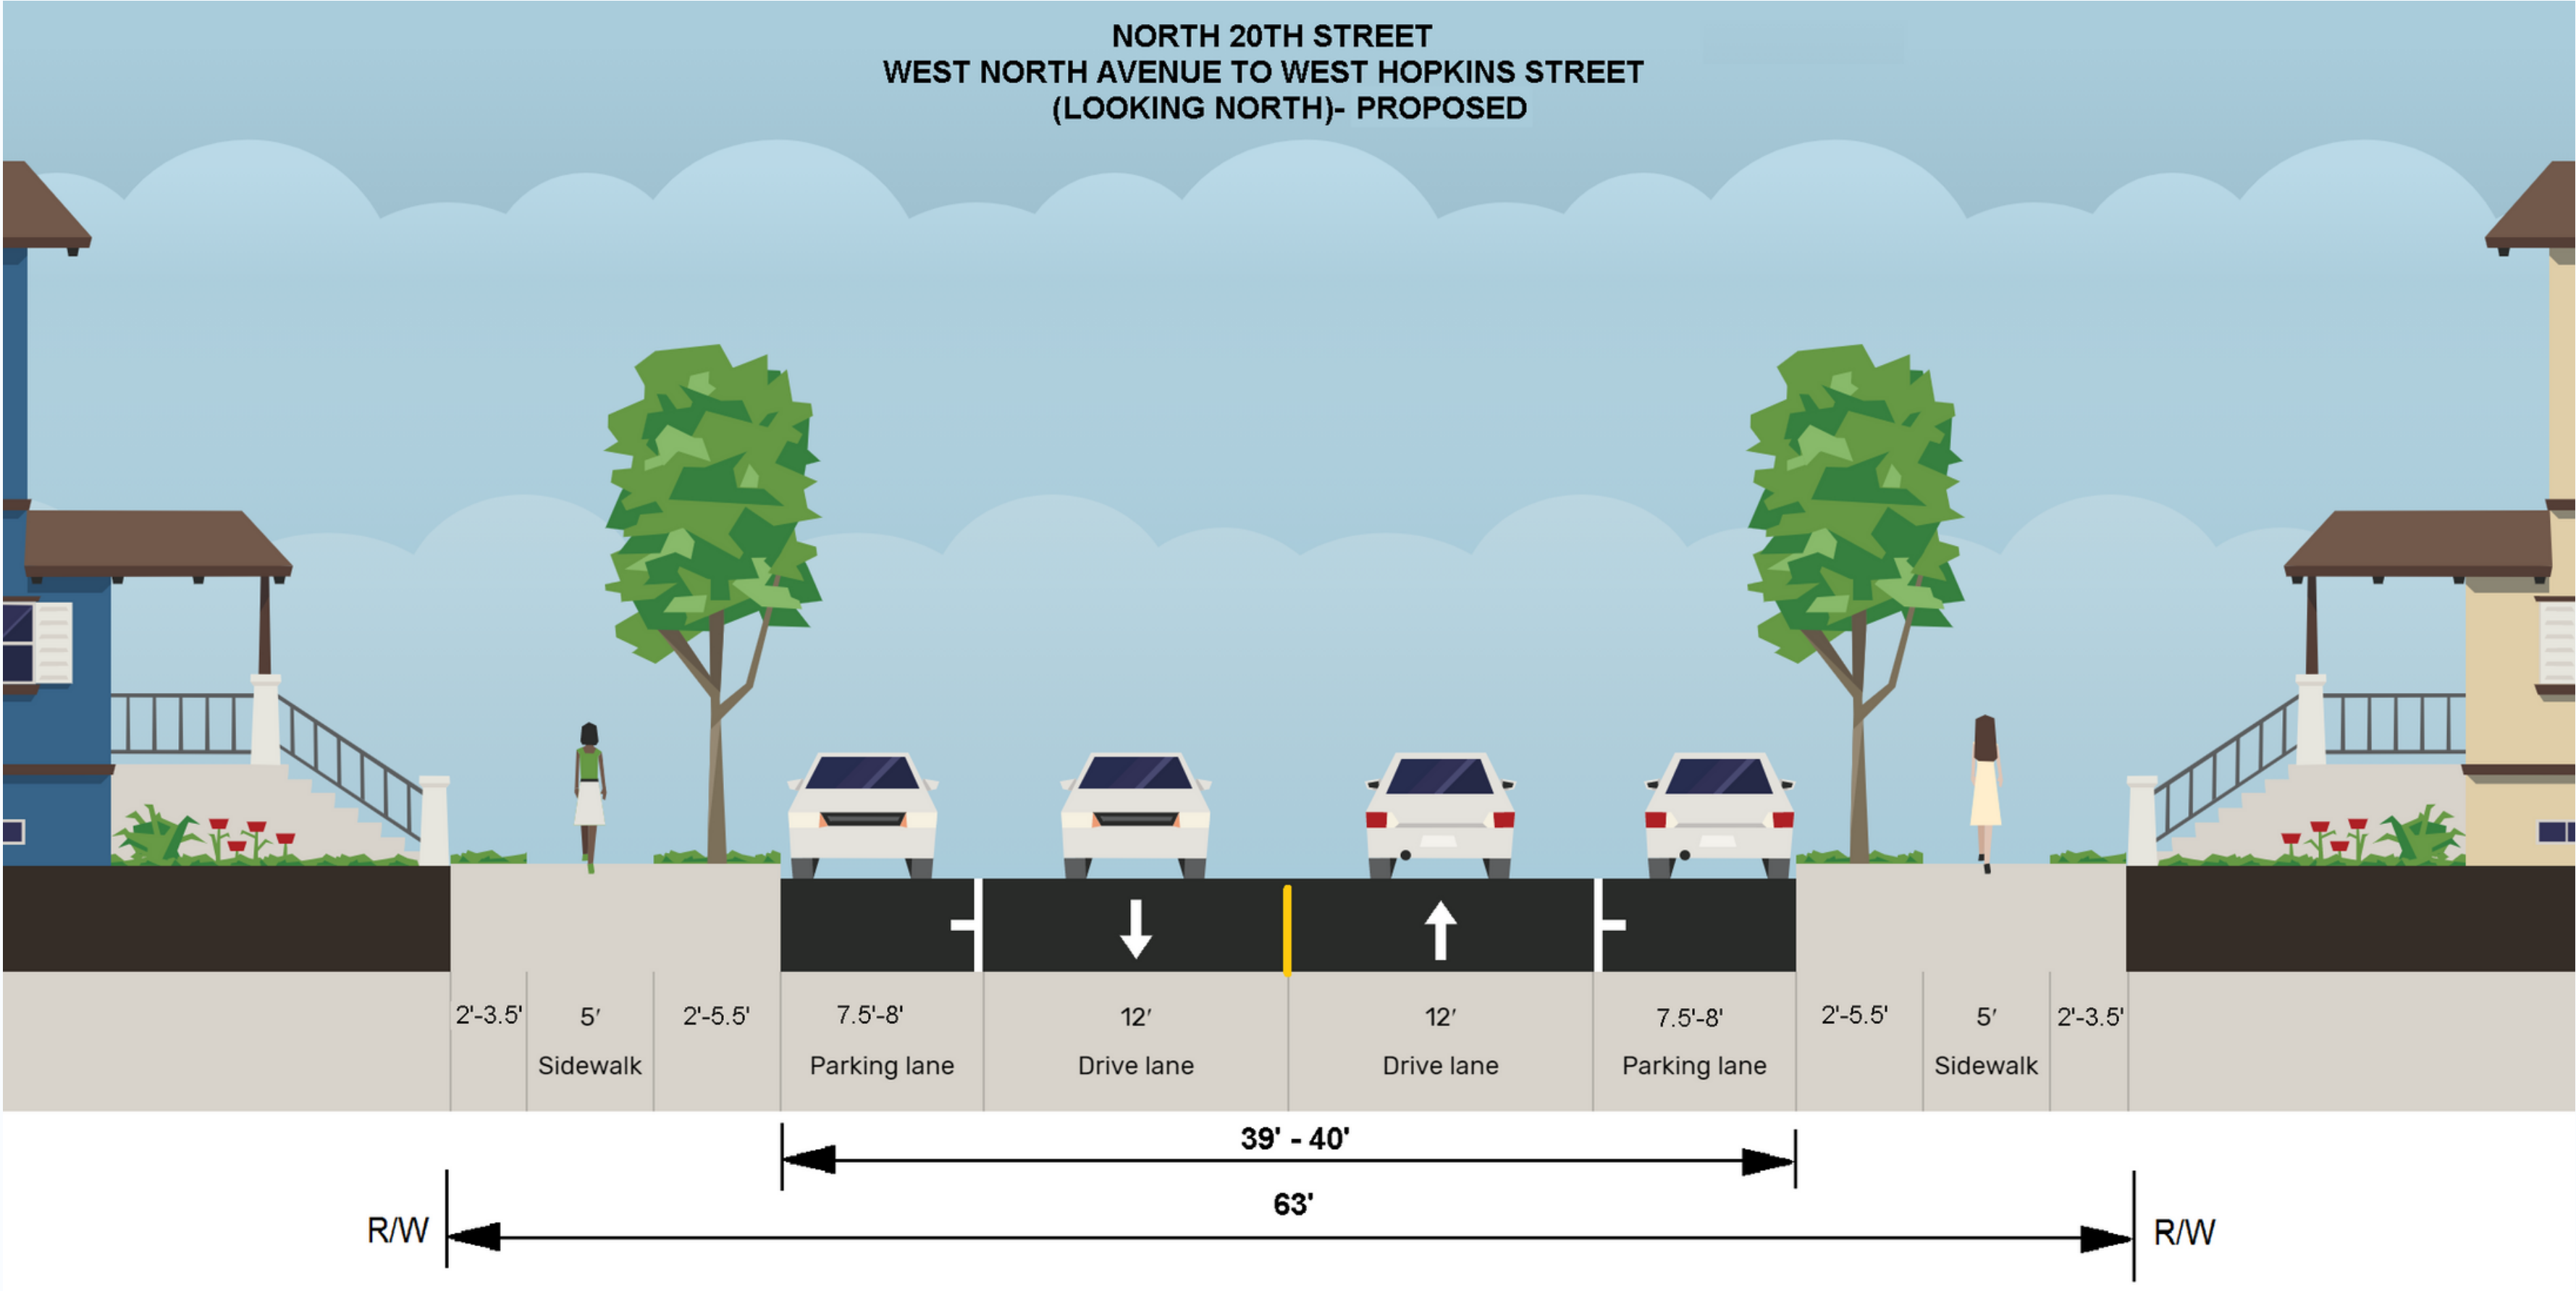 NORTH 20TH STREET
WEST NORTH AVENUE TO WEST HOPKINS STREET
(LOOKING NORTH)- PROPOSED
2'-3.5' 5′ 2'-5.5' 7.5'-8' 12′ 12′ 7.5'-8' 2'-5.5' 5′ 2'-3.5'
Sidewalk Parking lane Drive lane Drive lane Parking lane Sidewalk
39' - 40'
63'
R/W R/W